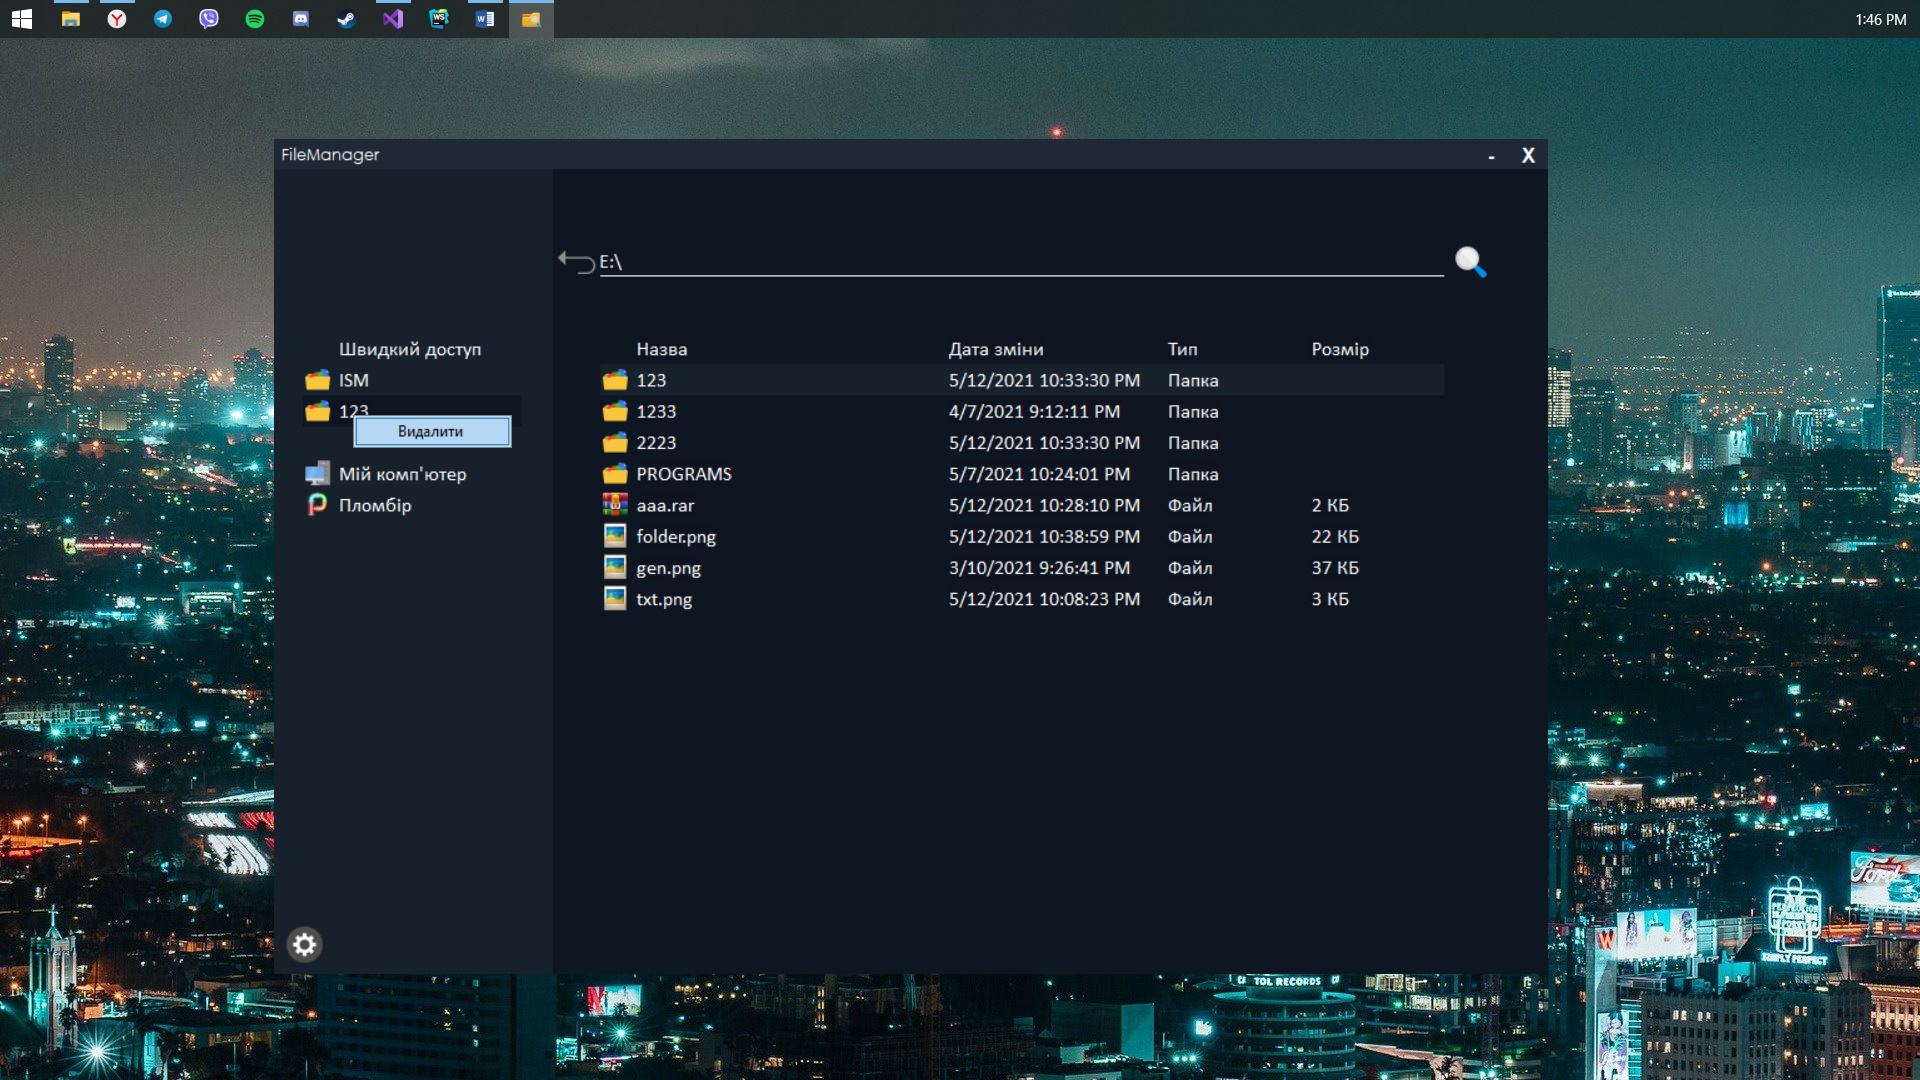 1:46 PM
FileManager
- X
E:\
Швидкий доступ
ISM
123
Видалити
Мій комп'ютер
Пломбір
Назва Дата зміни Тип Розмір
123 5/12/2021 10:33:30 PM Папка
1233 4/7/2021 9:12:11 PM Папка
2223 5/12/2021 10:33:30 PM Папка
PROGRAMS 5/7/2021 10:24:01 PM Папка
aaa.rar 5/12/2021 10:28:10 PM Файл 2 КБ
folder.png 5/12/2021 10:38:59 PM Файл 22 КБ
gen.png 3/10/2021 9:26:41 PM Файл 37 КБ
txt.png 5/12/2021 10:08:23 PM Файл 3 КБ
Ford
W
SIMPLY PERFECT
TOL RECORDS